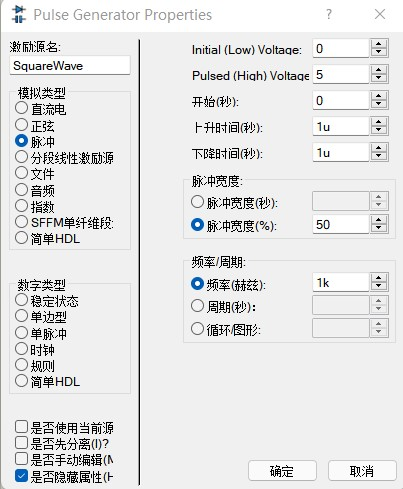 Pulse Generator Properties ? ×
激励源名:
SquareWave
模拟类型
直流电
正弦
脉冲
分段线性激励源
文件
音频
指数
SFFM单纤维段
简单HDL
数字类型
稳定状态
单边型
单脉冲
时钟
规则
简单HDL
是否使用当前源
是否先分离(I)?
是否手动编辑(M
是否隐藏属性(H
Initial (Low) Voltage: 0
Pulsed (High) Voltage 5
开始(秒): 0
上升时间(秒): 1u
下降时间(秒): 1u
脉冲宽度:
脉冲宽度(秒):
脉冲宽度(%): 50
频率/周期:
频率(赫兹): 1k
周期(秒):
循环/图形:
确定 取消